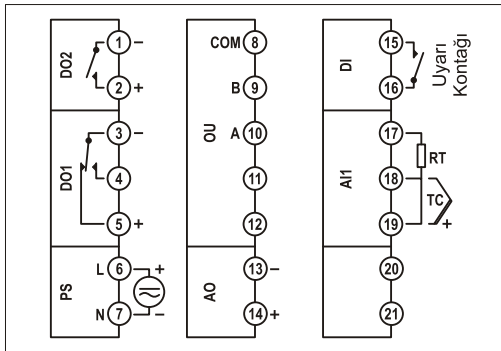 DO2
1 −
2 +
DO1
3 −
4
5 +
PS
L 6 +
N 7 −
OU
COM 8
B 9
A 10
11
12
AO
13 −
14 +
DI
15
16
Uyarı
Kontağı
AI1
17
RT
18
TC
19 +
20
21